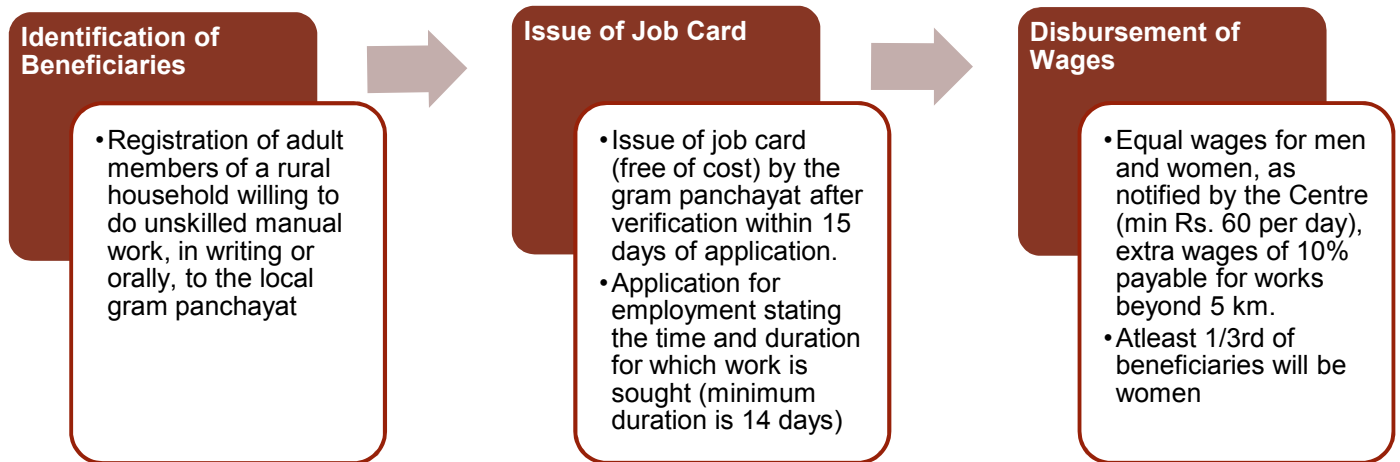 Identification of
Beneficiaries
•Registration of adult
members of a rural
household willing to
do unskilled manual
work, in writing or
orally, to the local
gram panchayat
Issue of Job Card
•Issue of job card
(free of cost) by the
gram panchayat after
verification within 15
days of application.
•Application for
employment stating
the time and duration
for which work is
sought (minimum
duration is 14 days)
Disbursement of
Wages
•Equal wages for men
and women, as
notified by the Centre
(min Rs. 60 per day),
extra wages of 10%
payable for works
beyond 5 km.
•Atleast 1/3rd of
beneficiaries will be
women